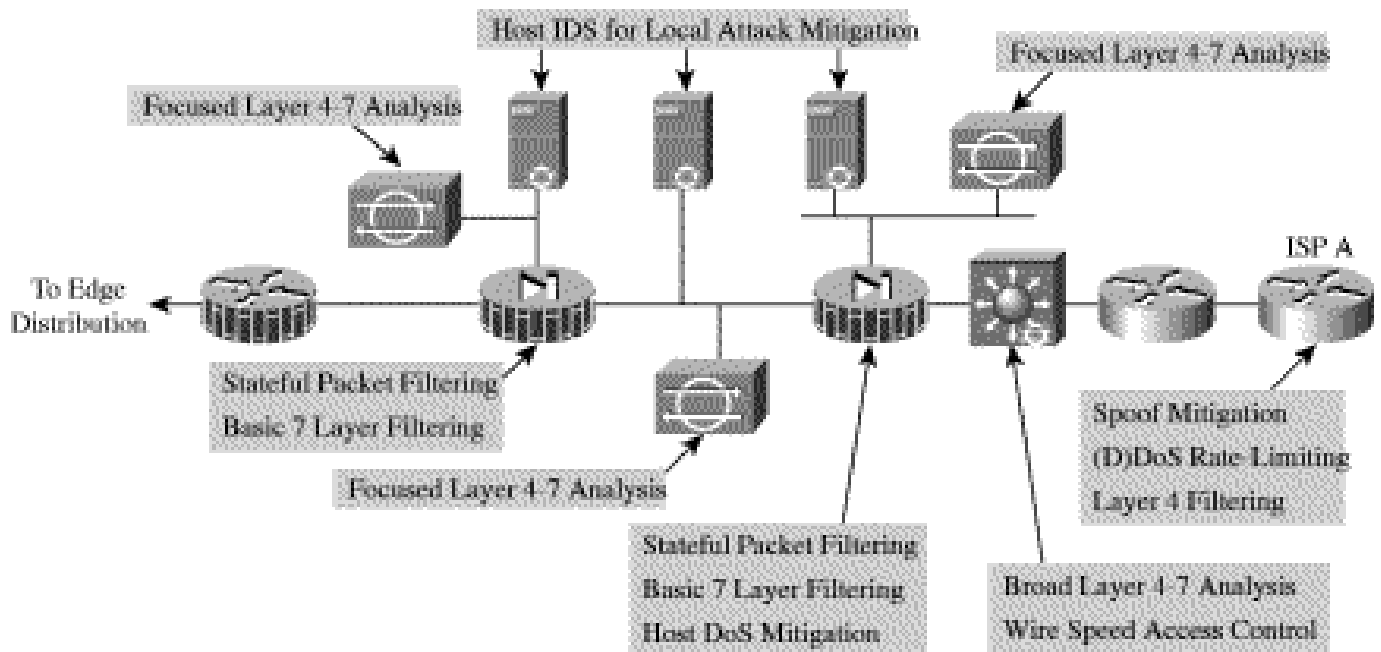 Host IDS for Local Attack Mitigation
Focused Layer 4-7 Analysis
Focused Layer 4-7 Analysis
ISP A
To Edge
Distribution
Stateful Packet Filtering
Basic 7 Layer Filtering
Focused Layer 4-7 Analysis
Stateful Packet Filtering
Basic 7 Layer Filtering
Host DoS Mitigation
Broad Layer 4-7 Analysis
Wire Speed Access Control
Spoof Mitigation
(D)DoS Rate-Limiting
Layer 4 Filtering